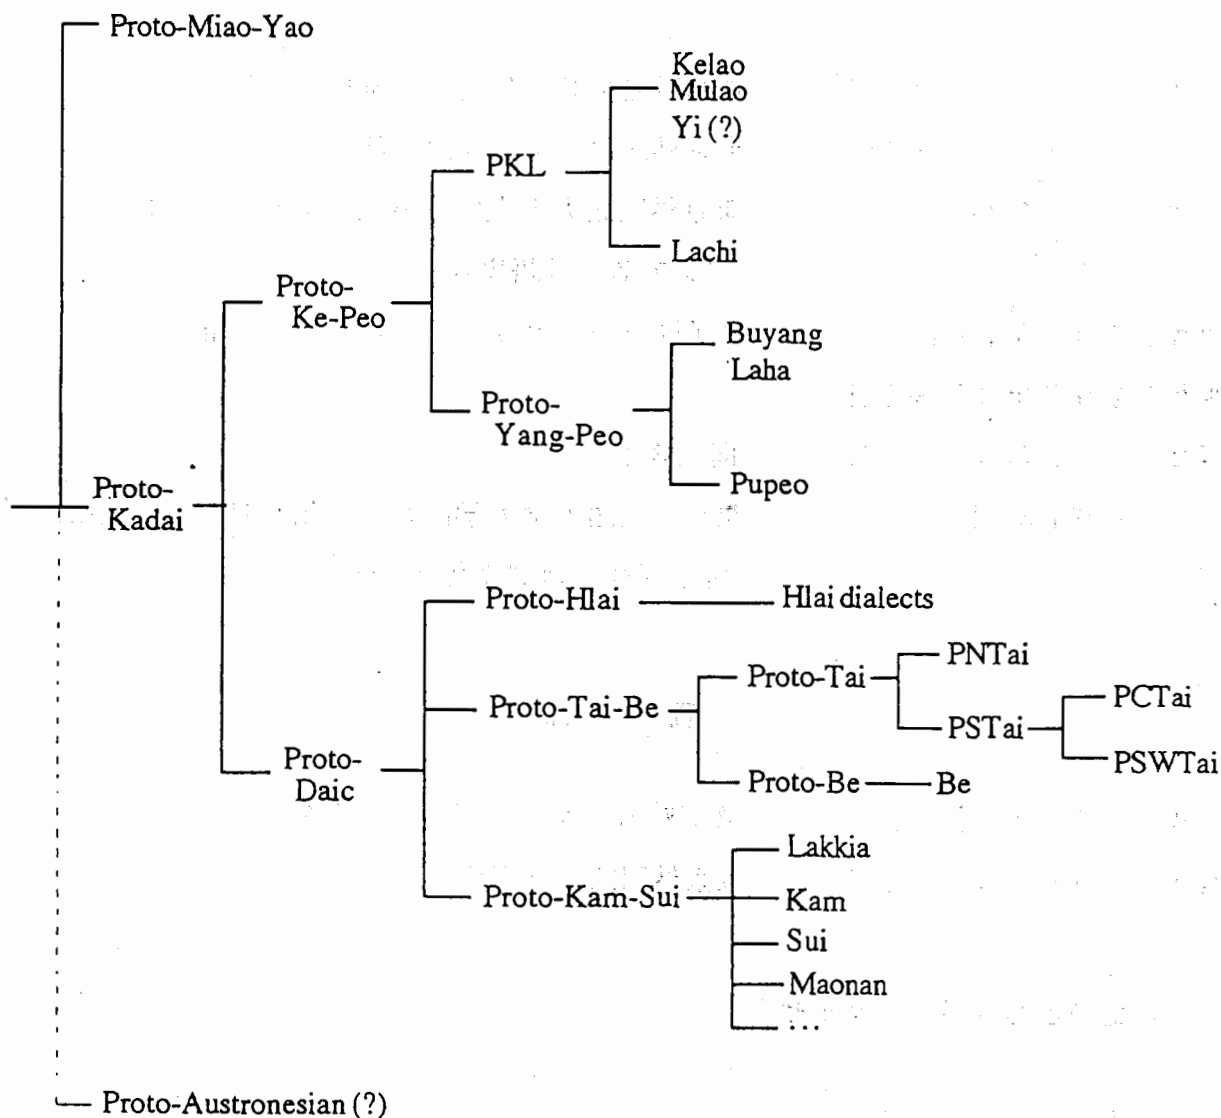 Proto-Miao-Yao
Kelao
Mulao
Yi (?)
PKL
Lachi
Proto-
Ke-Peo
Buyang
Laha
Proto-
Yang-Peo
Pupeo
Proto-
Kadai
Proto-Hlai
Hlai dialects
PNTai
Proto-Tai
PCTai
Proto-Tai-Be
PSTai
PSWTai
Proto-
Daic
Proto-Be
Be
Lakkia
Proto-Kam-Sui
Kam
Sui
Maonan
...
Proto-Austronesian (?)